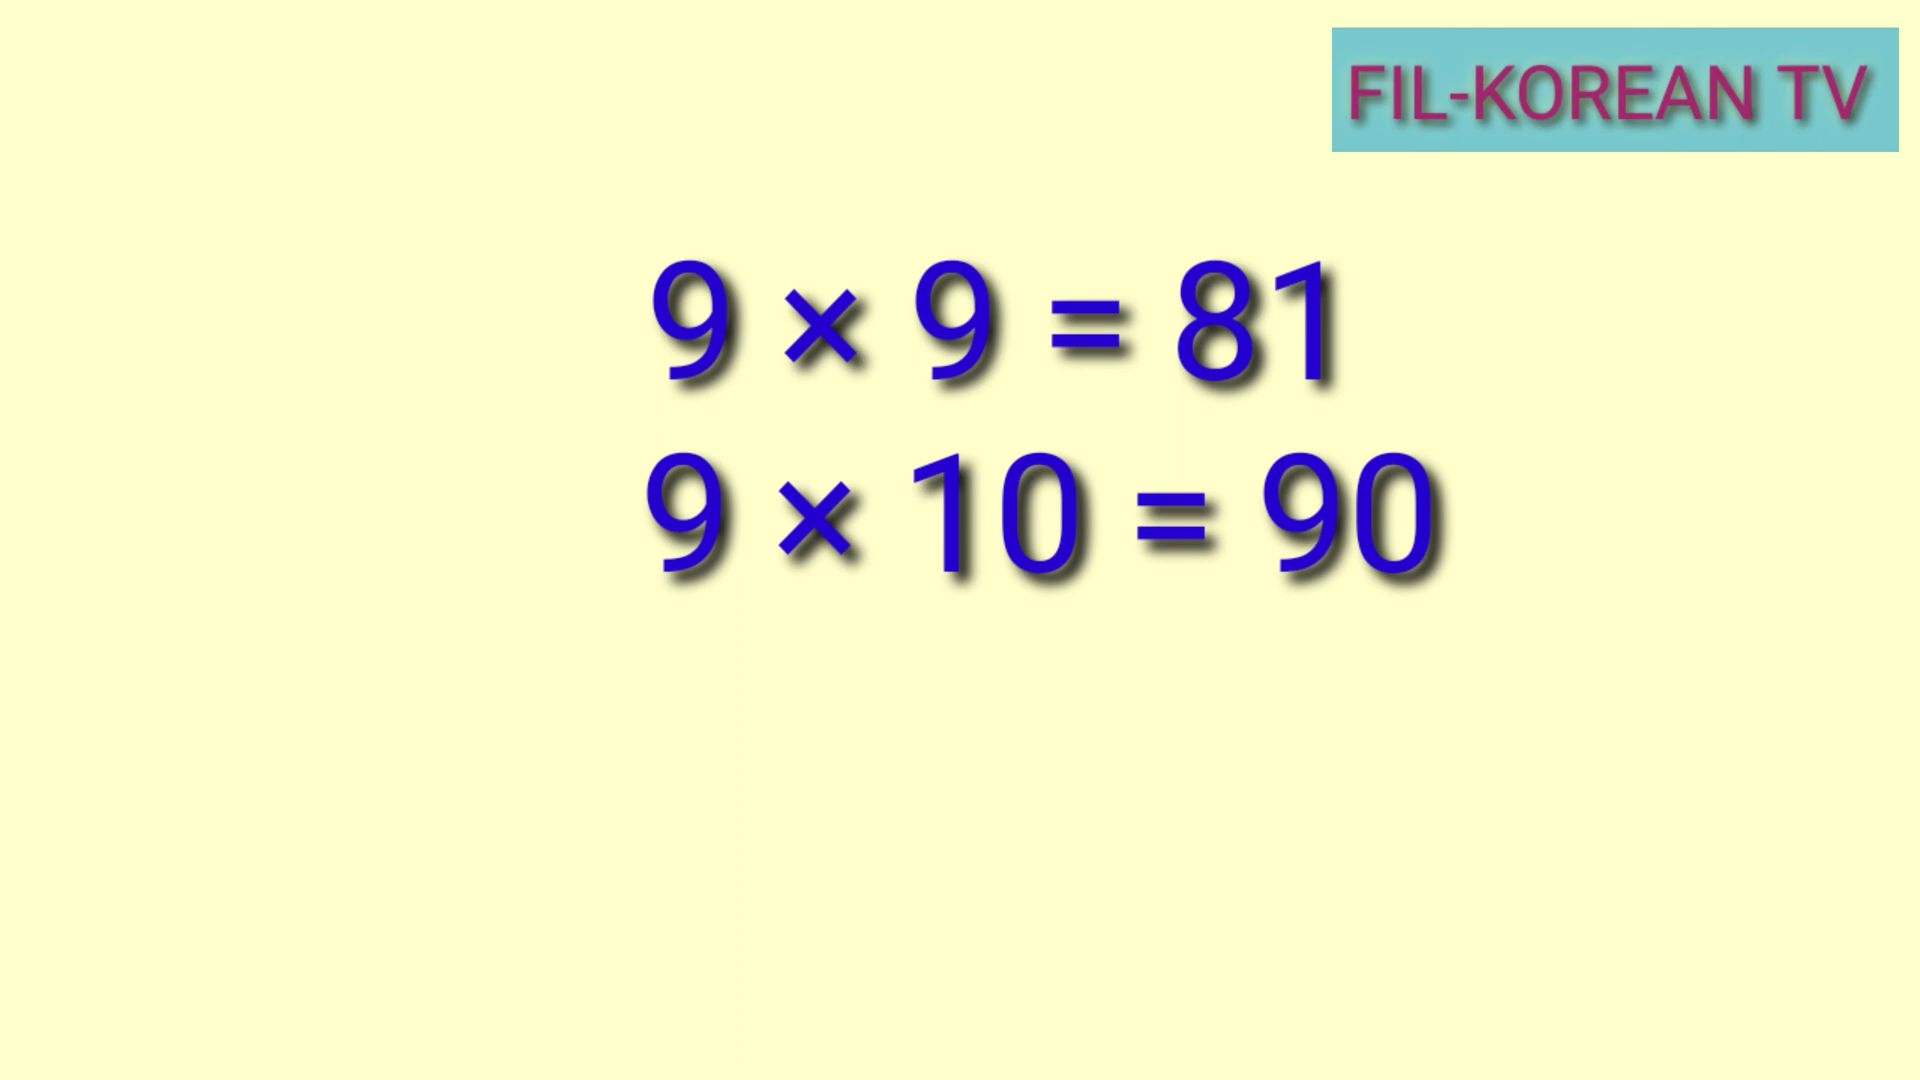 FIL-KOREAN TV
9 × 9 = 81
9 × 10 = 90